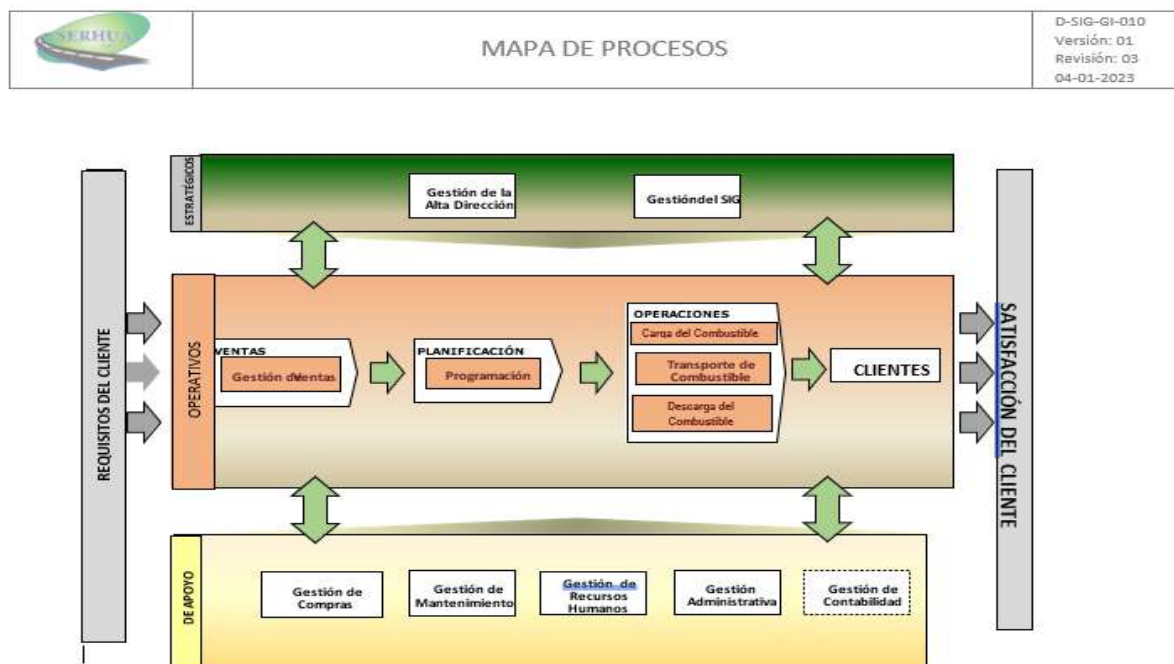 SERHUA
MAPA DE PROCESOS
D-SIG-GI-010
Versión: 01
Revisión: 03
04-01-2023
REQUISITOS DEL CLIENTE
ESTRATÉGICOS
Gestión de la
Alta Dirección
Gestióndel SIG
OPERATIVOS
VENTAS
Gestión de Ventas
PLANIFICACIÓN
Programación
OPERACIONES
Carga del Combustible
Transporte de
Combustible
Descarga del
Combustible
CLIENTES
SATISFACCIÓN DEL CLIENTE
DE APOYO
Gestión de
Compras
Gestión de
Mantenimiento
Gestión de
Recursos
Humanos
Gestión
Administrativa
Gestión de
Contabilidad